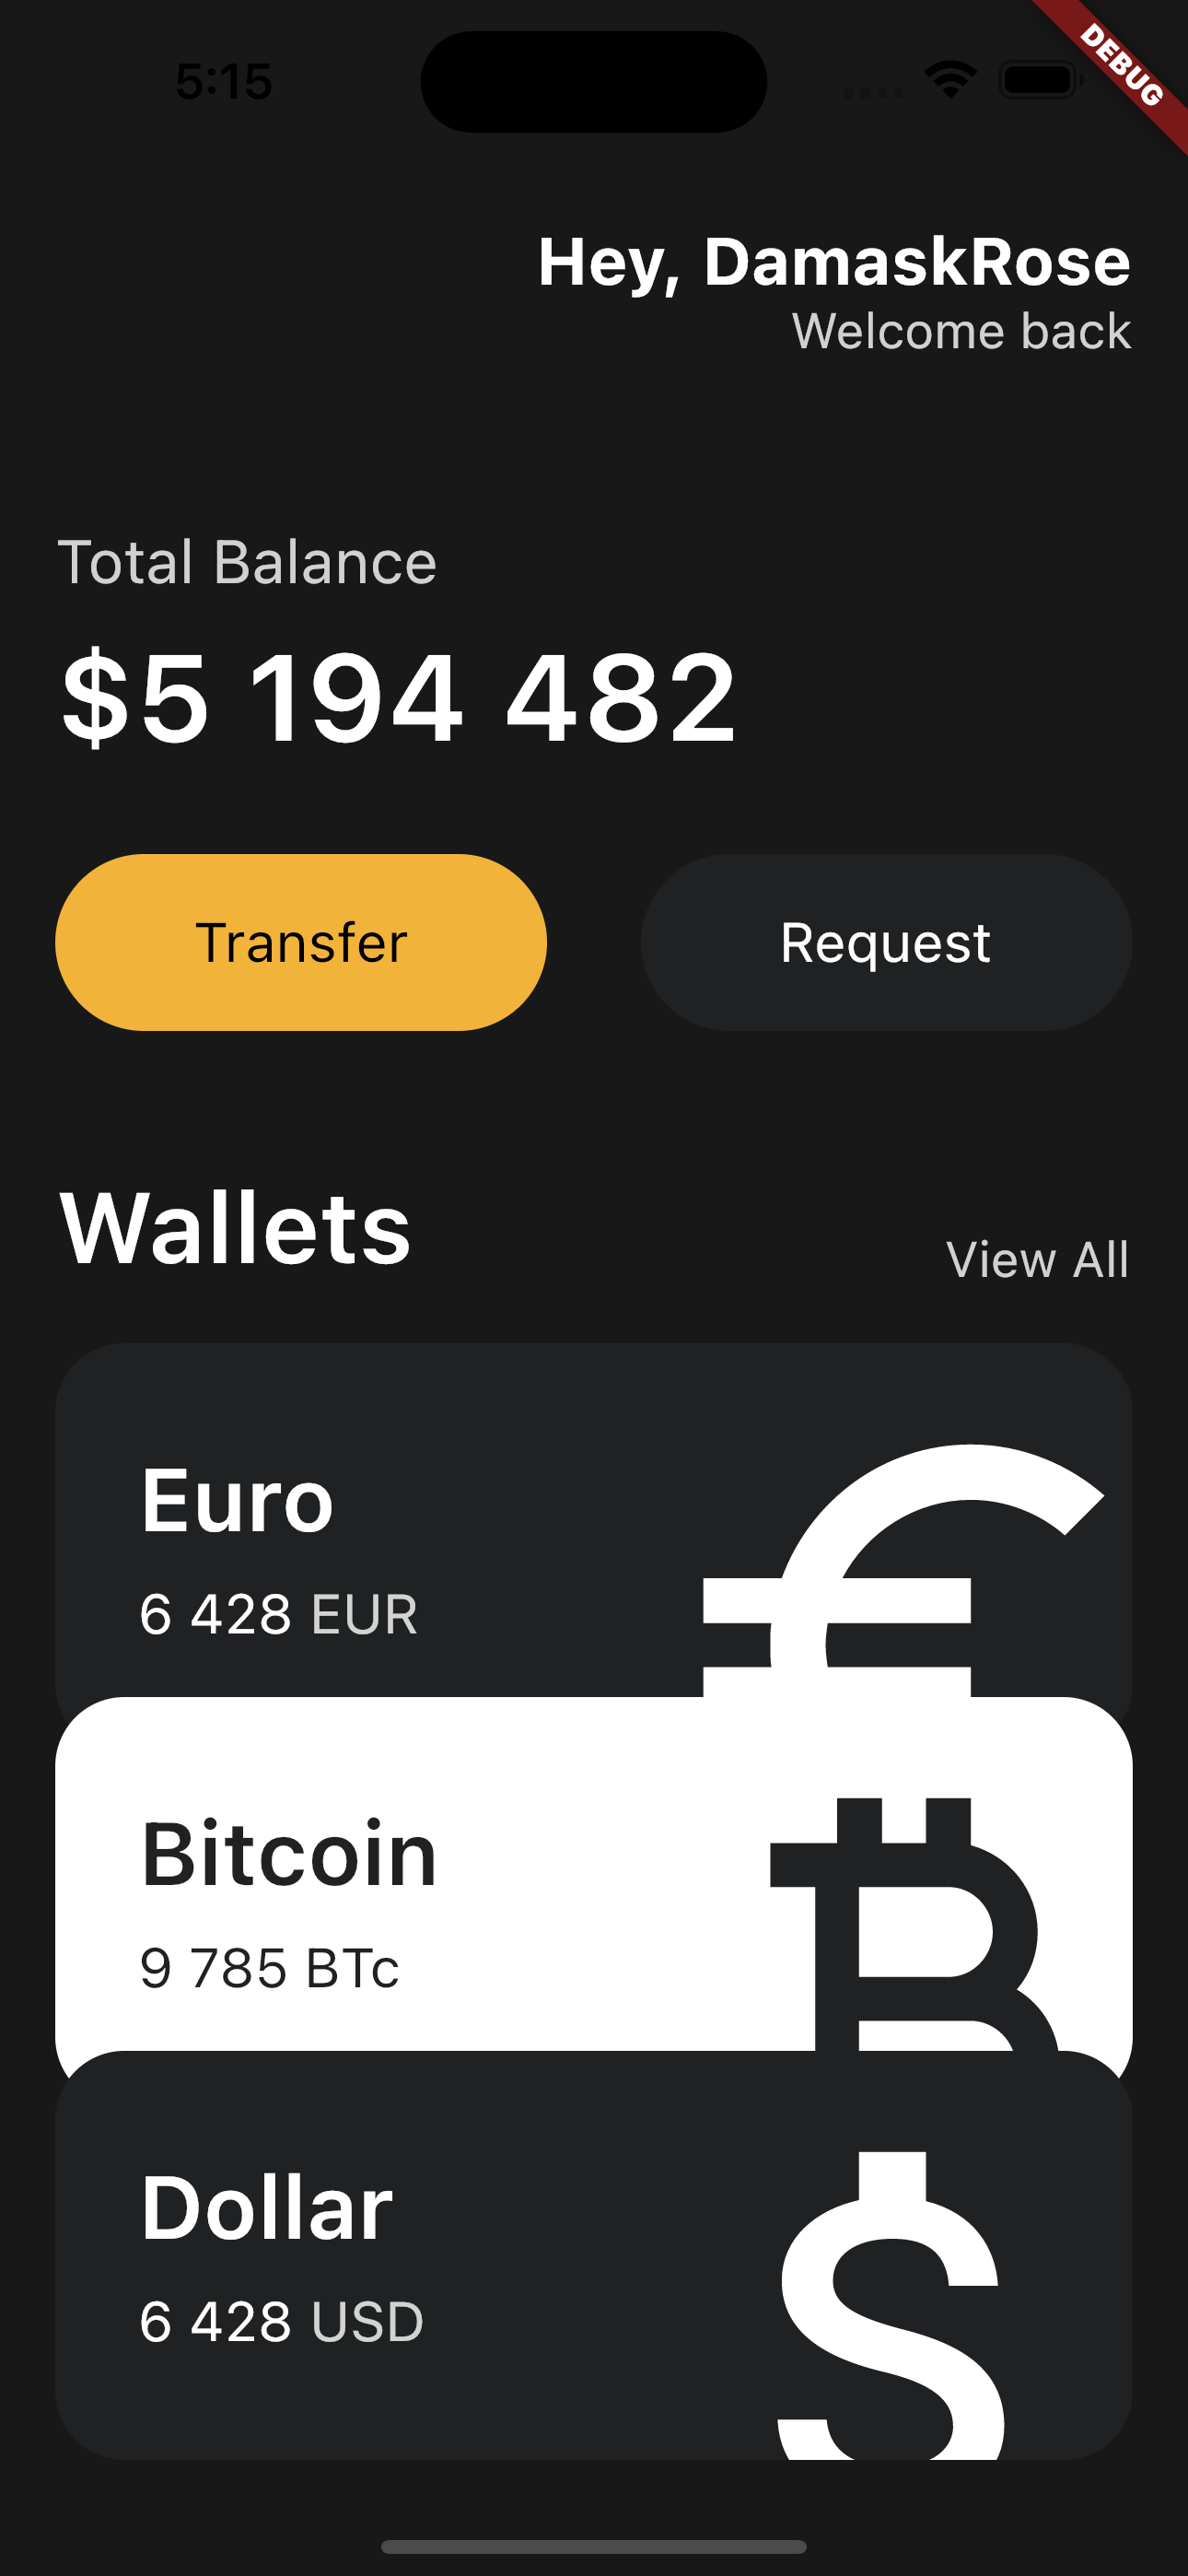 5:15
DEBUG
Hey, DamaskRose
Welcome back
Total Balance
$5 194 482
Transfer
Request
Wallets
View All
Euro
6 428 EUR
€
Bitcoin
9 785 BTc
₿
Dollar
6 428 USD
$